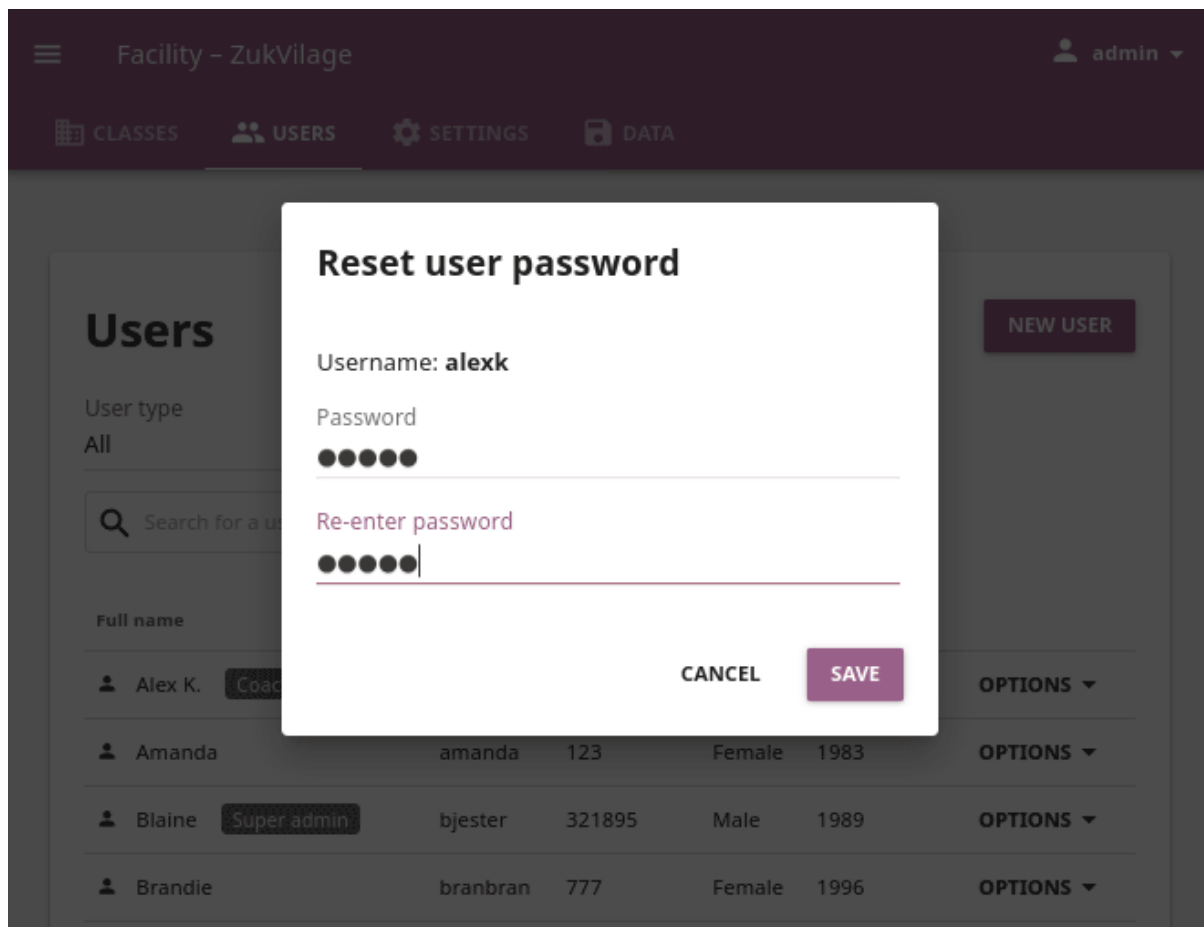 Facility – ZukVilage
admin
CLASSES USERS SETTINGS DATA
Reset user password
Username: alexk
Password
Re-enter password
CANCEL SAVE
Users
NEW USER
User type
All
Search for a
Full name
Alex K. OPTIONS
Amanda amanda 123 Female 1983 OPTIONS
Blaine Super admin bjester 321895 Male 1989 OPTIONS
Brandie branbran 777 Female 1996 OPTIONS